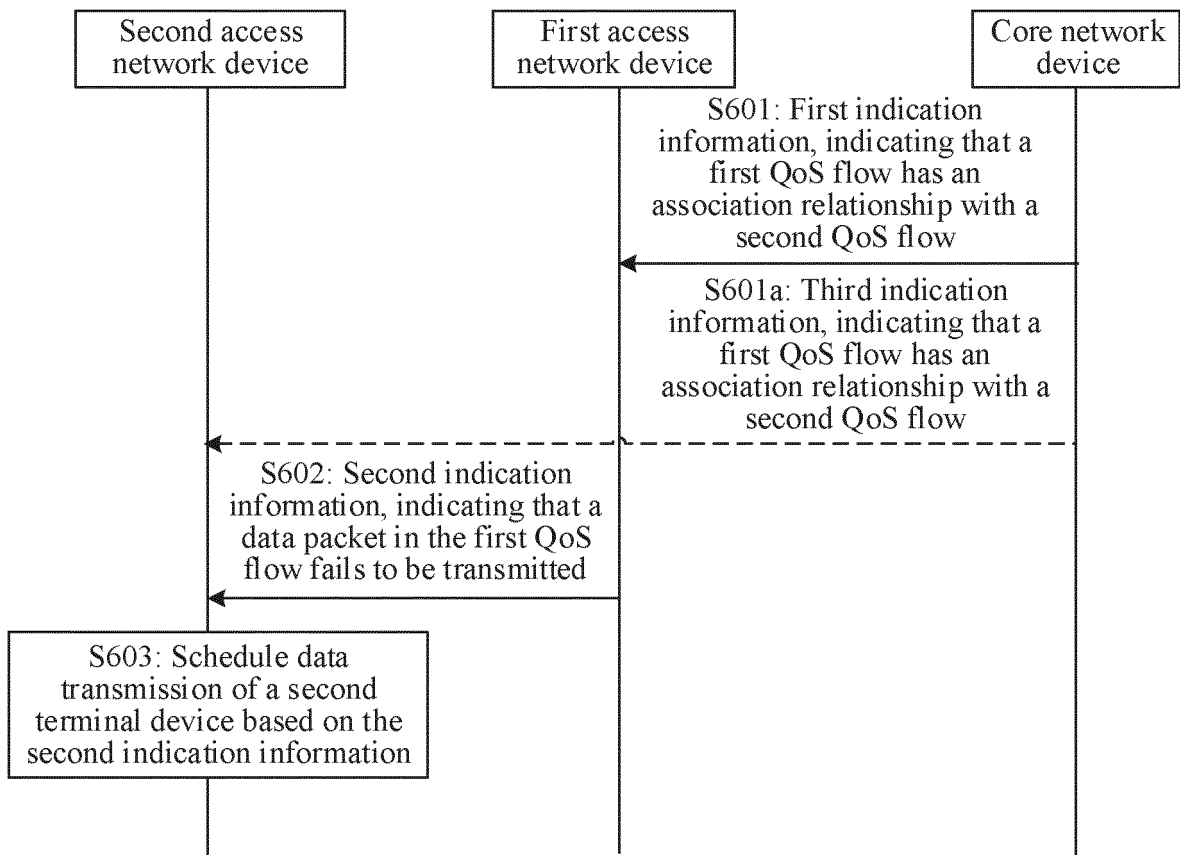 Second access
network device
First access
network device
Core network
device
S601: First indication
information, indicating that a
first QoS flow has an
association relationship with a
second QoS flow
S601a: Third indication
information, indicating that a
first QoS flow has an
association relationship with a
second QoS flow
S602: Second indication
information, indicating that a
data packet in the first QoS
flow fails to be transmitted
S603: Schedule data
transmission of a second
terminal device based on the
second indication information